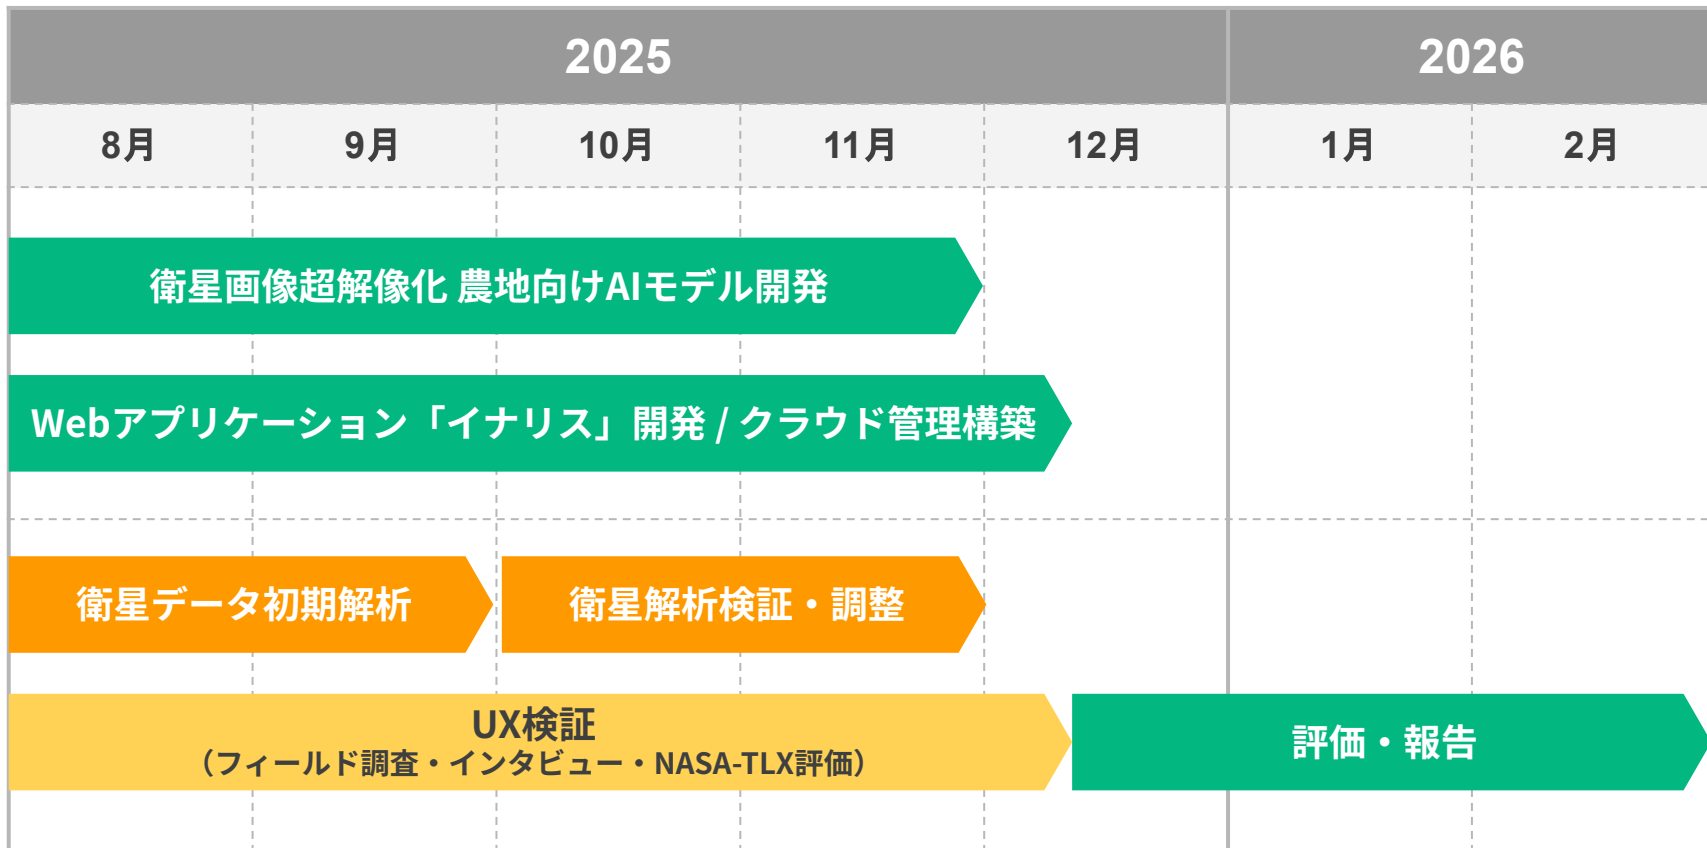 2025
2026
8月
9月
10月
11月
12月
1月
2月
衛星画像超解像化 農地向けAIモデル開発
Webアプリケーション「イナリス」開発 / クラウド管理構築
衛星データ初期解析
衛星解析検証・調整
UX検証
（フィールド調査・インタビュー・NASA-TLX評価）
評価・報告